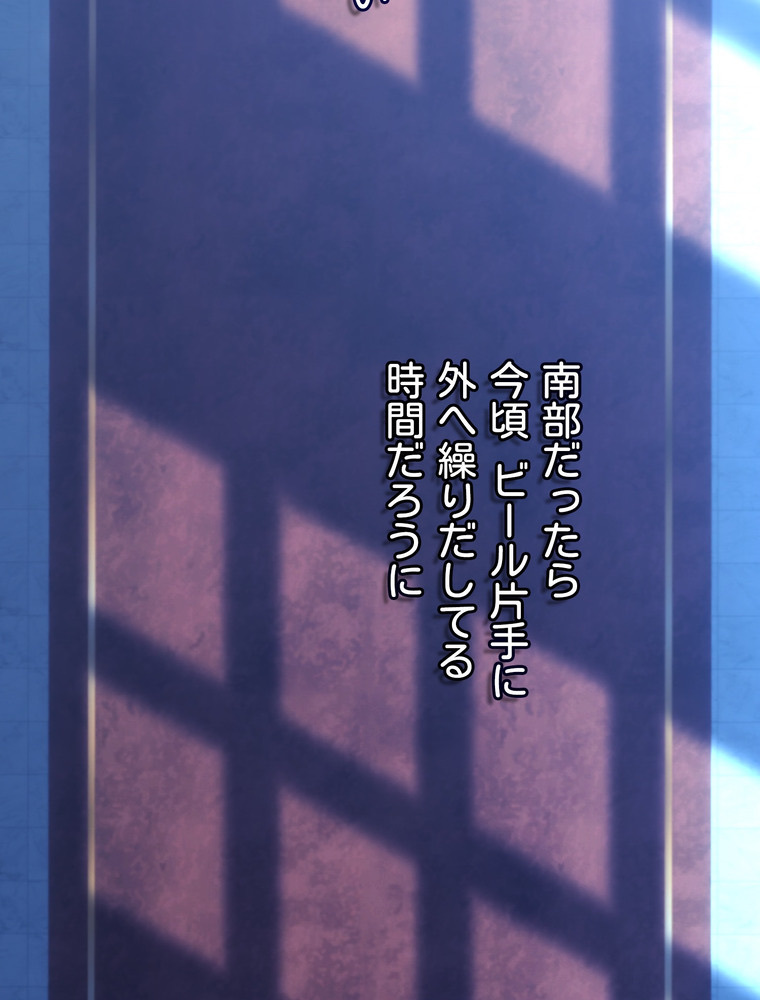 い
南部だったら
今頃 ビール片手に
外へ繰りだしてる
時間だろうに